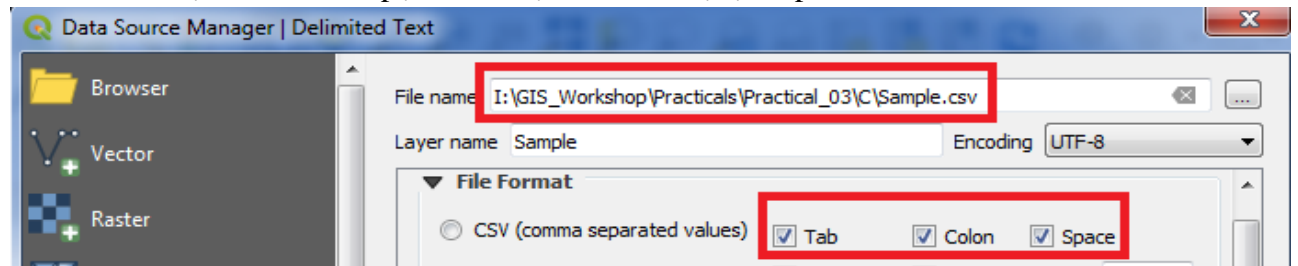 Data Source Manager | Delimited Text
X
Browser
File name I:\GIS_Workshop\Practicals\Practical_03\C\Sample.csv ...
Layer name Sample Encoding UTF-8
Vector
File Format
Raster
CSV (comma separated values) Tab Colon Space